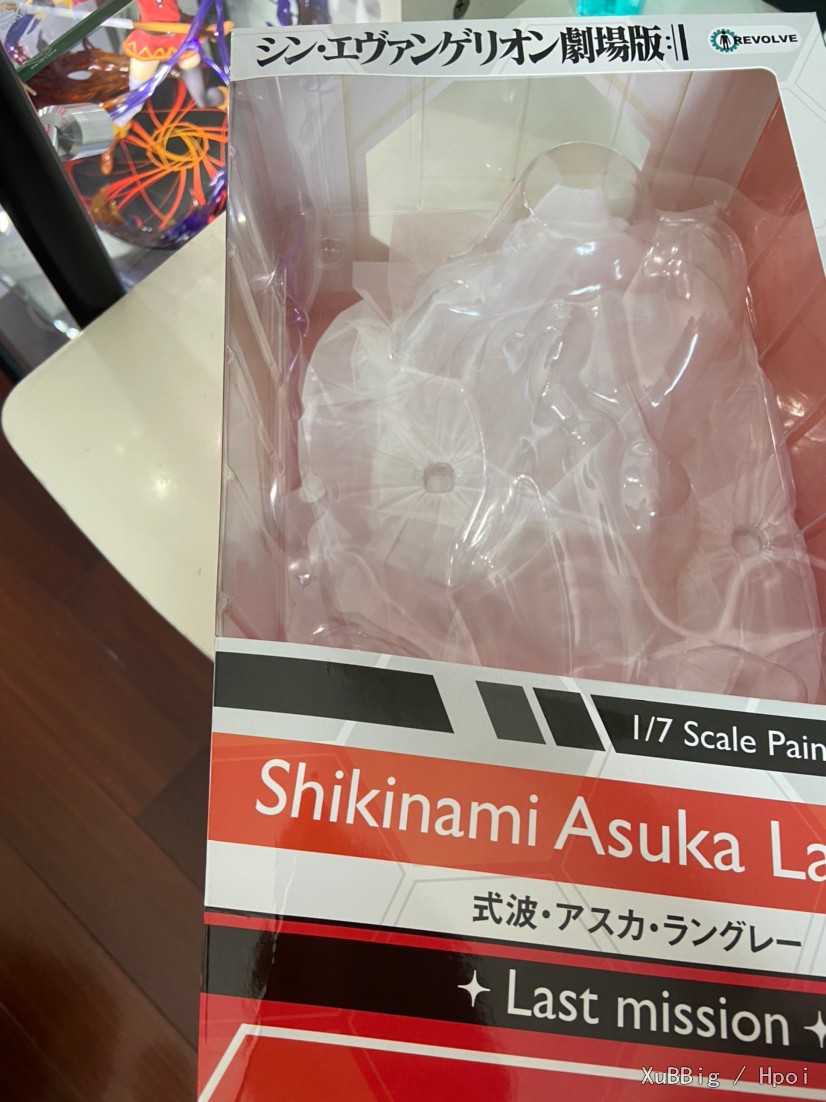 シン・エヴァンゲリオン劇場版:||
REVOLVE
1/7 Scale Pain
Shikinami Asuka La
式波・アスカ・ラングレー
Last mission
XuBBig / Hpoi